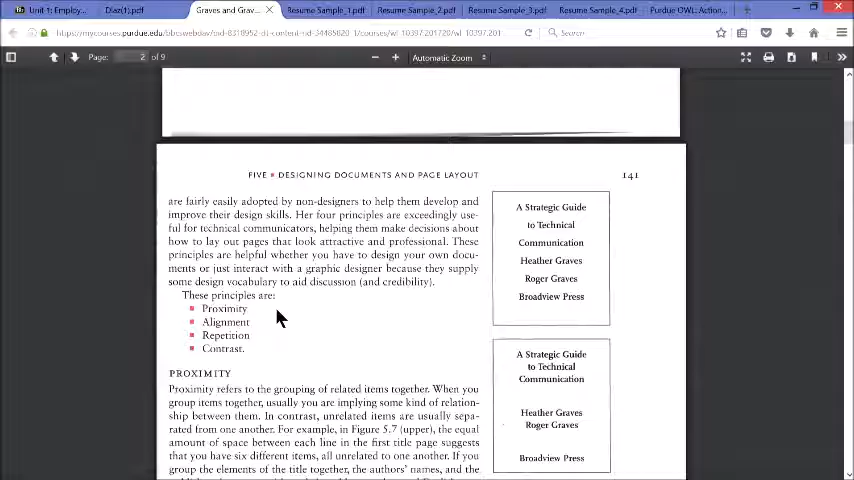 Unit 1: Employ...
Diaz(1).pdf
Graves and Grav...
Resume Sample_1.pdf
Resume Sample_2.pdf
Resume Sample_3.pdf
Resume Sample_4.pdf
Purdue OWL: Action...
Search
Page: 2 of 9
Automatic Zoom
FIVE ■ DESIGNING DOCUMENTS AND PAGE LAYOUT 141
are fairly easily adopted by non-designers to help them develop and
improve their design skills. Her four principles are exceedingly use-
ful for technical communicators, helping them make decisions about
how to lay out pages that look attractive and professional. These
principles are helpful whether you have to design your own docu-
ments or just interact with a graphic designer because they supply
some design vocabulary to aid discussion (and credibility).
These principles are:
■ Proximity
■ Alignment
■ Repetition
■ Contrast.
PROXIMITY
Proximity refers to the grouping of related items together. When you
group items together, usually you are implying some kind of relation-
ship between them. In contrast, unrelated items are usually sepa-
rated from one another. For example, in Figure 5.7 (upper), the equal
amount of space between each line in the first title page suggests
that you have six different items, all unrelated to one another. If you
group the elements of the title together, the authors' names, and the
A Strategic Guide
to Technical
Communication
Heather Graves
Roger Graves
Broadview Press
A Strategic Guide
to Technical
Communication
Heather Graves
Roger Graves
Broadview Press